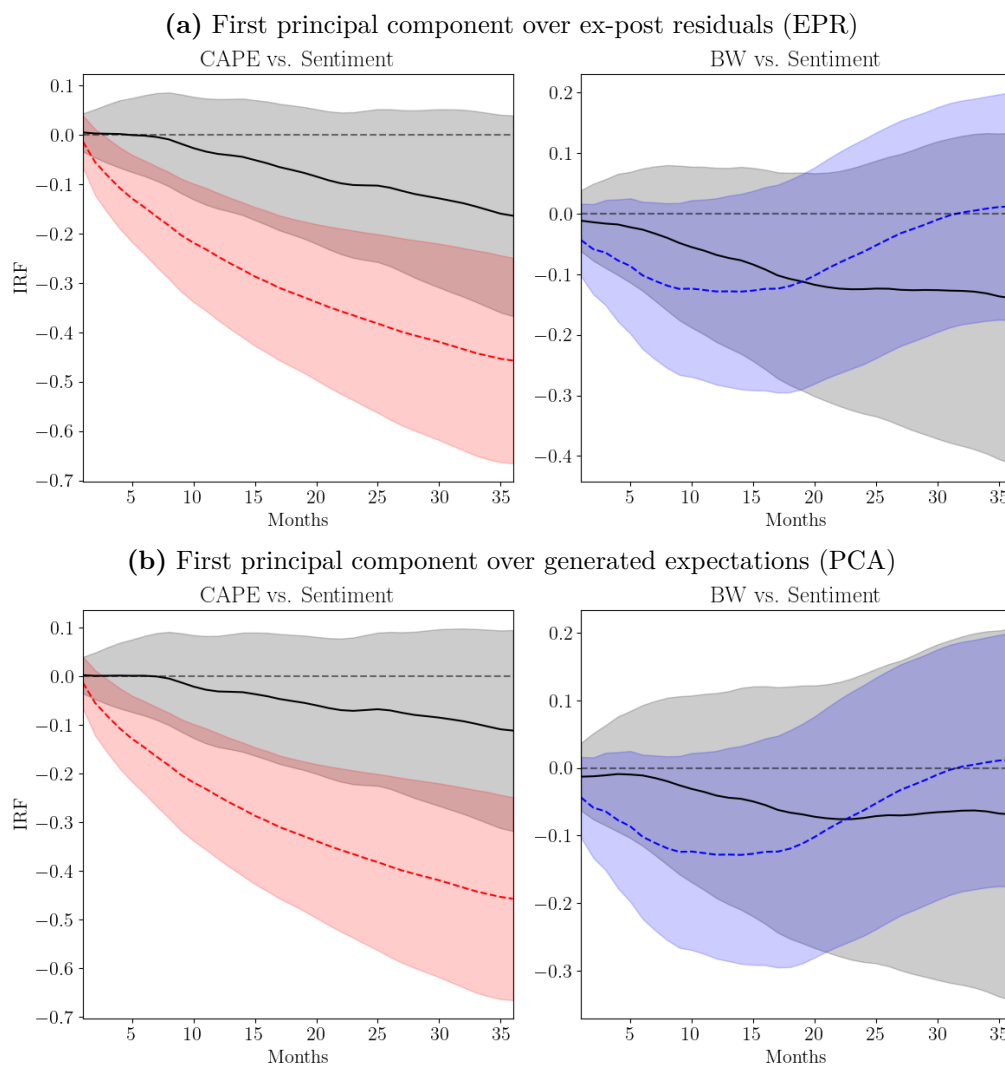 (a) First principal component over ex-post residuals (EPR)
CAPE vs. Sentiment
BW vs. Sentiment
0.1
0.0
−0.1
−0.2
−0.3
−0.4
−0.5
−0.6
−0.7
IRF
5 10 15 20 25 30 35
Months
0.2
0.1
0.0
−0.1
−0.2
−0.3
−0.4
5 10 15 20 25 30 35
Months
(b) First principal component over generated expectations (PCA)
CAPE vs. Sentiment
BW vs. Sentiment
0.1
0.0
−0.1
−0.2
−0.3
−0.4
−0.5
−0.6
−0.7
IRF
5 10 15 20 25 30 35
Months
0.2
0.1
0.0
−0.1
−0.2
−0.3
5 10 15 20 25 30 35
Months